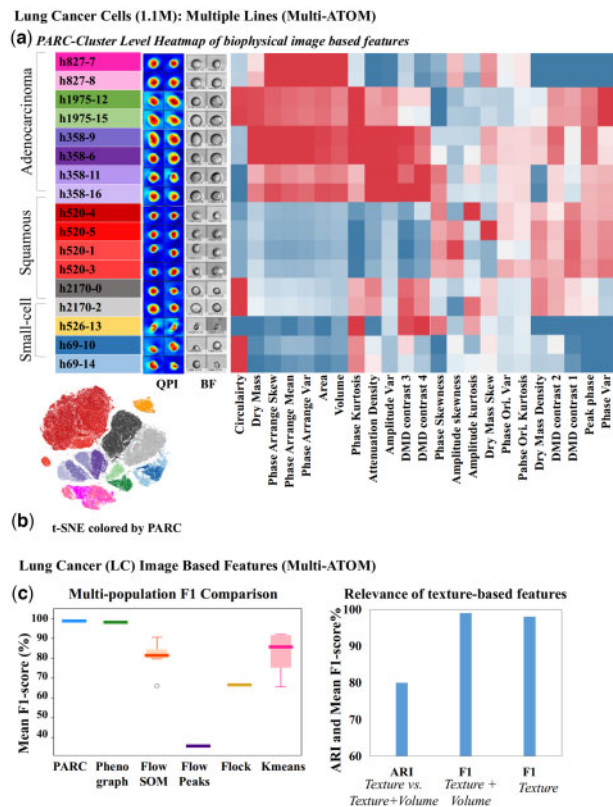 Lung Cancer Cells (1.1M): Multiple Lines (Multi-ATOM)
(a) PARC-Cluster Level Heatmap of biophysical image based features
Adenocarcinoma
Squamous
Small-cell
h827-7
h827-8
h1975-12
h1975-15
h358-9
h358-6
h358-11
h358-16
h520-4
h520-5
h520-1
h520-3
h2170-0
h2170-2
h526-13
h69-10
h69-14
QPI BF
Circulairty
Dry Mass
Phase Arrange Skew
Phase Arrange Mean
Phase Arrange Var
Area
Volume
Phase Kurtosis
Attenuation Density
Amplitude Var
DMD contrast 3
DMD contrast 4
Phase Skewness
Amplitude skewness
Amplitude kurtosis
Dry Mass Skew
Phase Ori. Var
Pahse Ori. Kurtosis
Dry Mass Density
DMD contrast 2
DMD contrast 1
Peak phase
Phase Var
(b) t-SNE colored by PARC
Lung Cancer (LC) Image Based Features (Multi-ATOM)
(c)
Multi-population F1 Comparison
Mean F1-score (%)
100
90
80
70
60
50
40
PARC Pheno Flow Flow Flock Kmeans
graph SOM Peaks
Relevance of texture-based features
ARI and Mean F1-score%
100
90
80
70
60
ARI F1 F1
Texture vs. Texture + Texture
Texture+Volume Volume